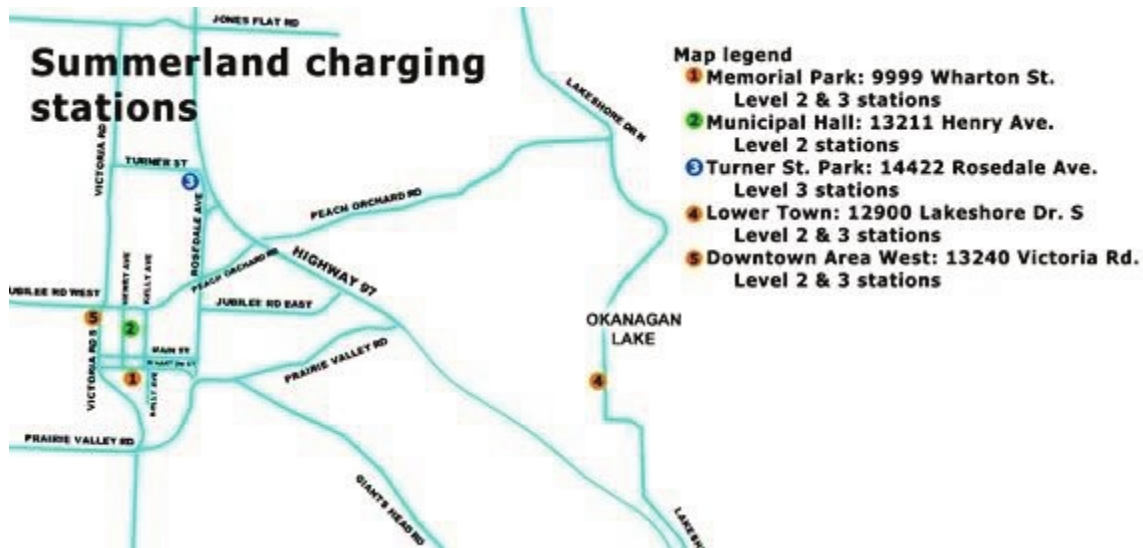 JONES FLAT RD
Summerland charging
stations
LAKESHORE DR N
VICTORIA RD
TURNER ST
3
ROSEDALE AVE
PEACH ORCHARD RD
PEACH ORCHARD RD
HIGHWAY 97
HENRY AVE
KELLY AVE
UBILEE RD WEST
JUBILEE RD EAST
5
2
VICTORIA RD S
MAIN ST
WHARTON ST
1
KELLY AVE
PRAIRIE VALLEY RD
PRAIRIE VALLEY RD
GIANTS HEAD RD
OKANAGAN
LAKE
4
LAKESH
Map legend
1 Memorial Park: 9999 Wharton St.
Level 2 & 3 stations
2 Municipal Hall: 13211 Henry Ave.
Level 2 stations
3 Turner St. Park: 14422 Rosedale Ave.
Level 3 stations
4 Lower Town: 12900 Lakeshore Dr. S
Level 2 & 3 stations
5 Downtown Area West: 13240 Victoria Rd.
Level 2 & 3 stations